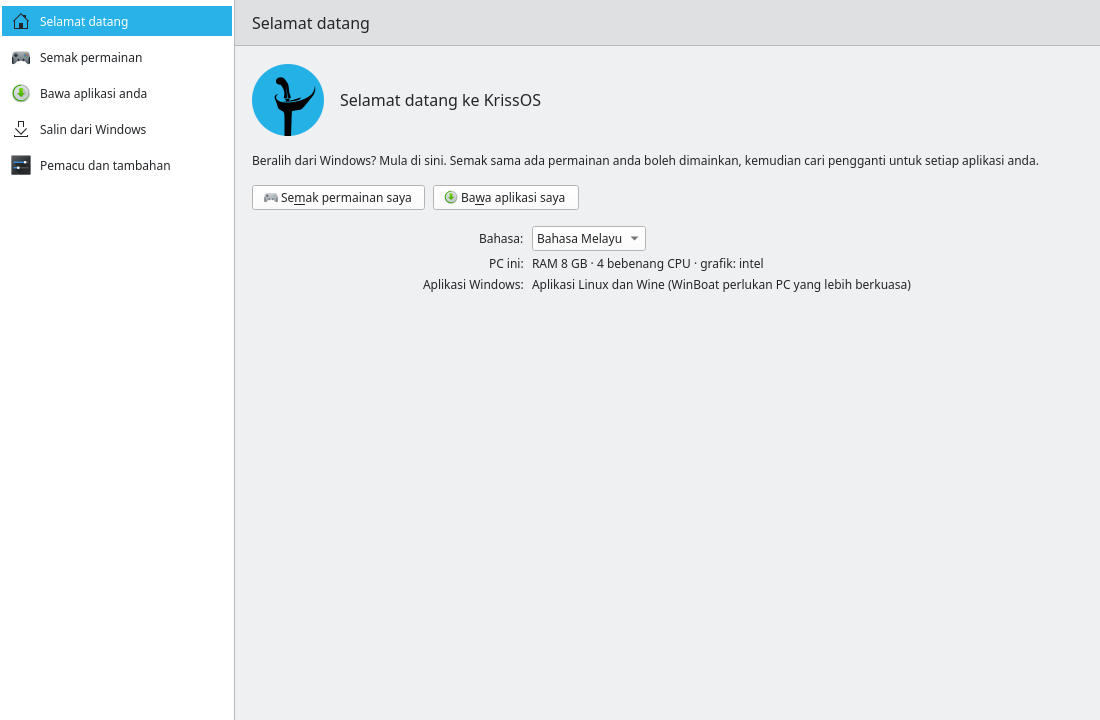 Selamat datang
Semak permainan
Bawa aplikasi anda
Salin dari Windows
Pemacu dan tambahan
Selamat datang
Selamat datang ke KrissOS
Beralih dari Windows? Mula di sini. Semak sama ada permainan anda boleh dimainkan, kemudian cari pengganti untuk setiap aplikasi anda.
Semak permainan saya
Bawa aplikasi saya
Bahasa: Bahasa Melayu
PC ini: RAM 8 GB · 4 bebenang CPU · grafik: intel
Aplikasi Windows: Aplikasi Linux dan Wine (WinBoat perlukan PC yang lebih berkuasa)